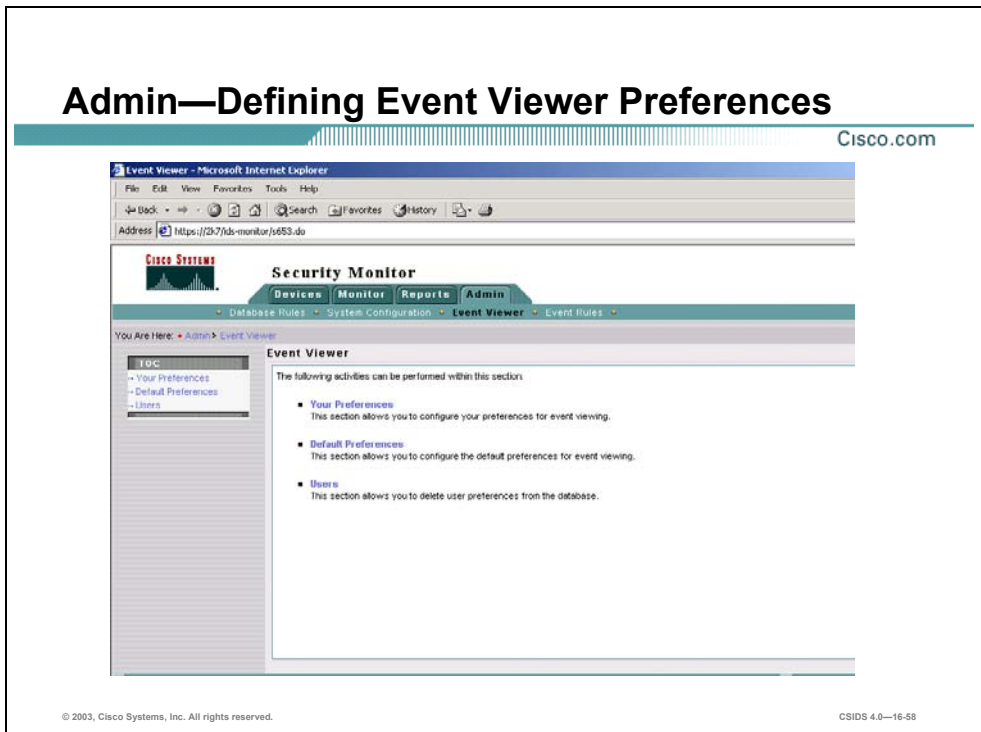 Admin—Defining Event Viewer Preferences
Cisco.com
Event Viewer - Microsoft Internet Explorer
File Edit View Favorites Tools Help
Back Search Favorites History
Address https://2k7/ids-monitor/s653.do
CISCO SYSTEMS
Security Monitor
Devices Monitor Reports Admin
Database Rules System Configuration Event Viewer Event Rules
You Are Here: Admin > Event Viewer
TOC
Your Preferences
Default Preferences
Users
Event Viewer
The following activities can be performed within this section:
Your Preferences
This section allows you to configure your preferences for event viewing.
Default Preferences
This section allows you to configure the default preferences for event viewing.
Users
This section allows you to delete user preferences from the database.
© 2003, Cisco Systems, Inc. All rights reserved.
CSIDS 4.0—16-58